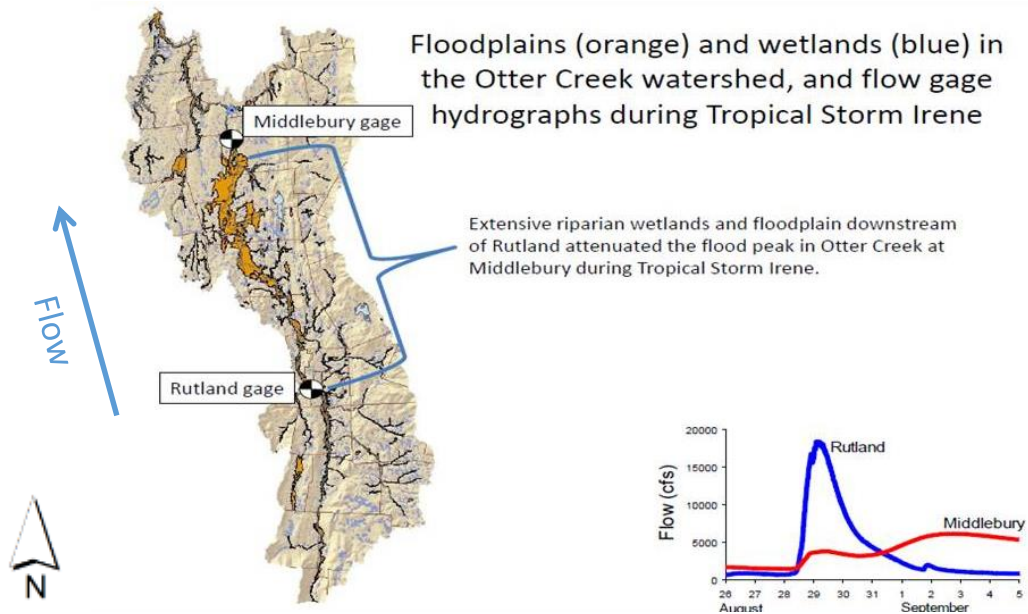 Floodplains (orange) and wetlands (blue) in
the Otter Creek watershed, and flow gage
hydrographs during Tropical Storm Irene
Middlebury gage
Extensive riparian wetlands and floodplain downstream
of Rutland attenuated the flood peak in Otter Creek at
Middlebury during Tropical Storm Irene.
Flow
Rutland gage
N
Flow (cfs)
20000
15000
10000
5000
0
Rutland
Middlebury
26 27 28 29 30 31 1 2 3 4 5
August September